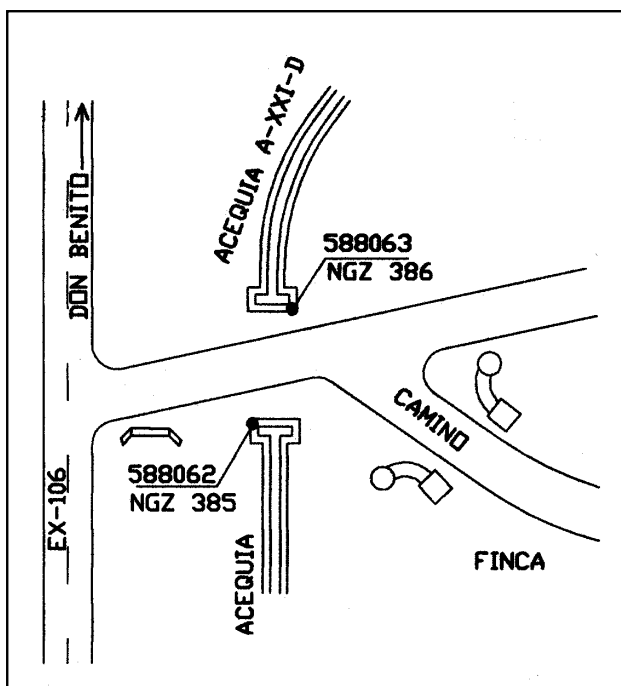 ACEQUIA A-XXI-D
DON BENITO
588063
NGZ 386
CAMINO
588062
NGZ 385
EX-106
ACEQUIA
FINCA